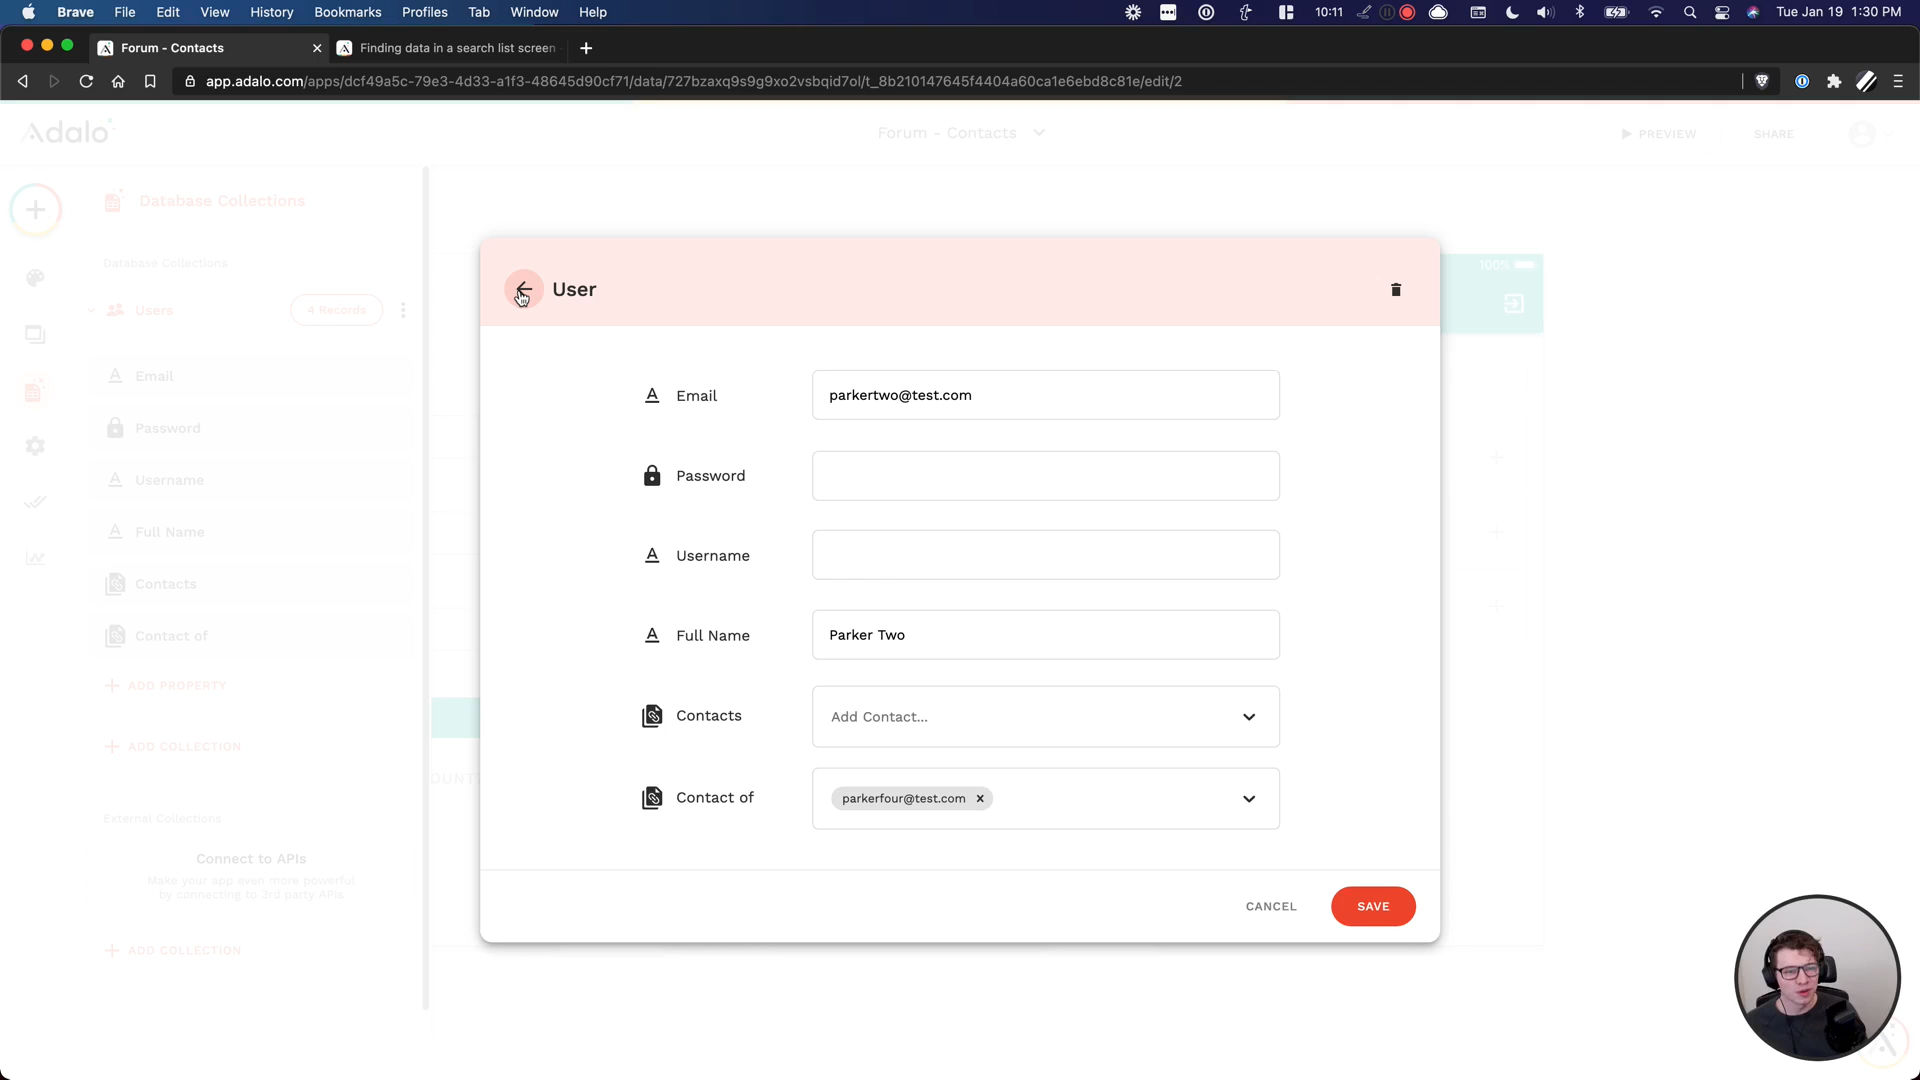 Brave File Edit View History Bookmarks Profiles Tab Window Help 10:11 Tue Jan 19 1:30 PM
Forum - Contacts Finding data in a search list screen
app.adalo.com/apps/dcf49a5c-79e3-4d33-a1f3-48645d90cf71/data/727bzaxq9s9g9xo2vsbqid7ol/t_8b210147645f4404a60ca1e6ebd8c81e/edit/2
Adalo Forum - Contacts PREVIEW SHARE
Database Collections
Database Collections
Users 4 Records
Email
Password
Username
Full Name
Contacts
Contact of
ADD PROPERTY
ADD COLLECTION
External Collections
Connect to APIs
Make your app even more powerful
by connecting to 3rd party APIs
ADD COLLECTION
100%
User
Email parkertwo@test.com
Password
Username
Full Name Parker Two
Contacts Add Contact...
Contact of parkerfour@test.com
CANCEL SAVE